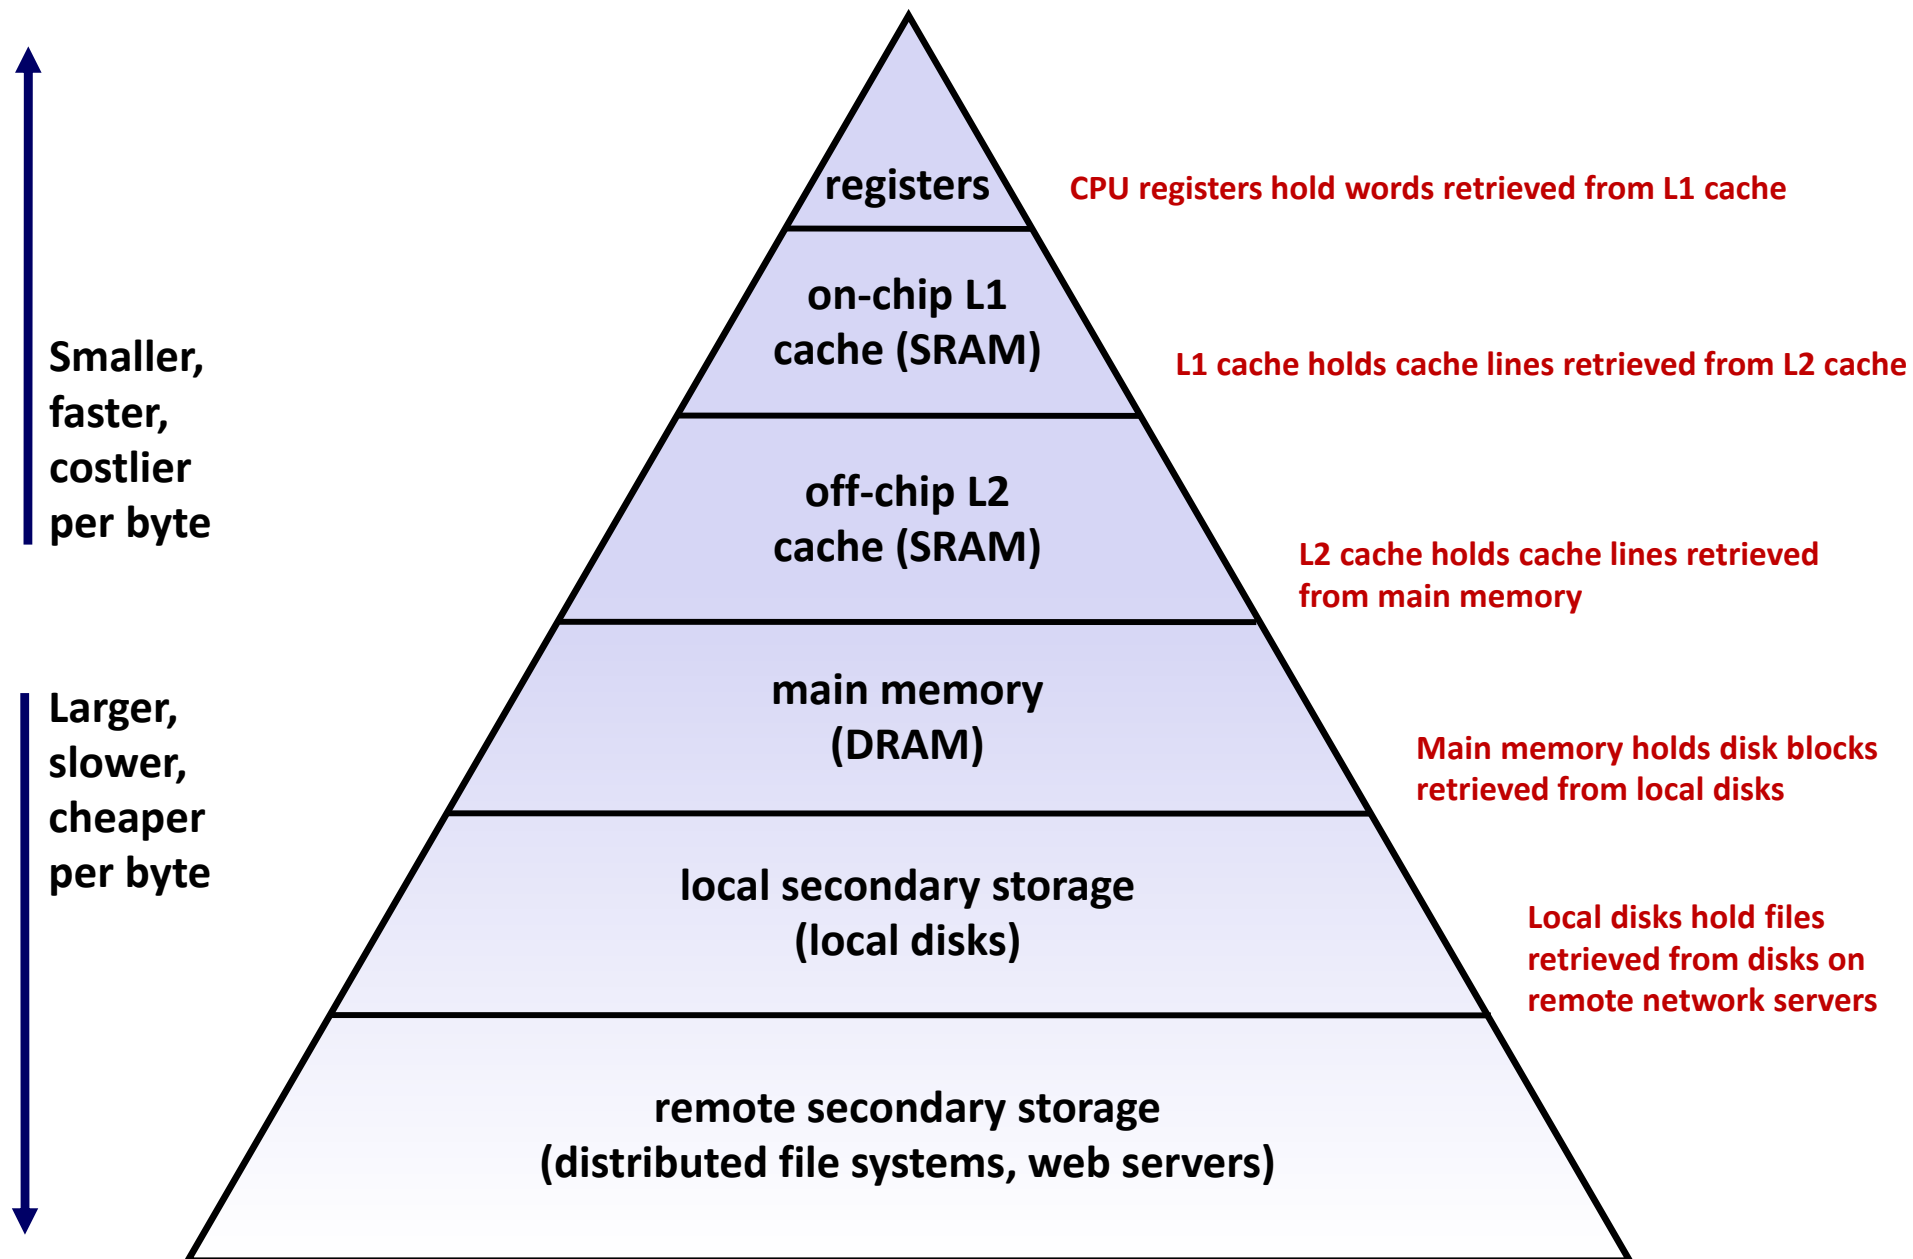 registers
CPU registers hold words retrieved from L1 cache
on-chip L1
cache (SRAM)
L1 cache holds cache lines retrieved from L2 cache
Smaller,
faster,
costlier
per byte
off-chip L2
cache (SRAM)
L2 cache holds cache lines retrieved
from main memory
Larger,
slower,
cheaper
per byte
main memory
(DRAM)
Main memory holds disk blocks
retrieved from local disks
local secondary storage
(local disks)
Local disks hold files
retrieved from disks on
remote network servers
remote secondary storage
(distributed file systems, web servers)